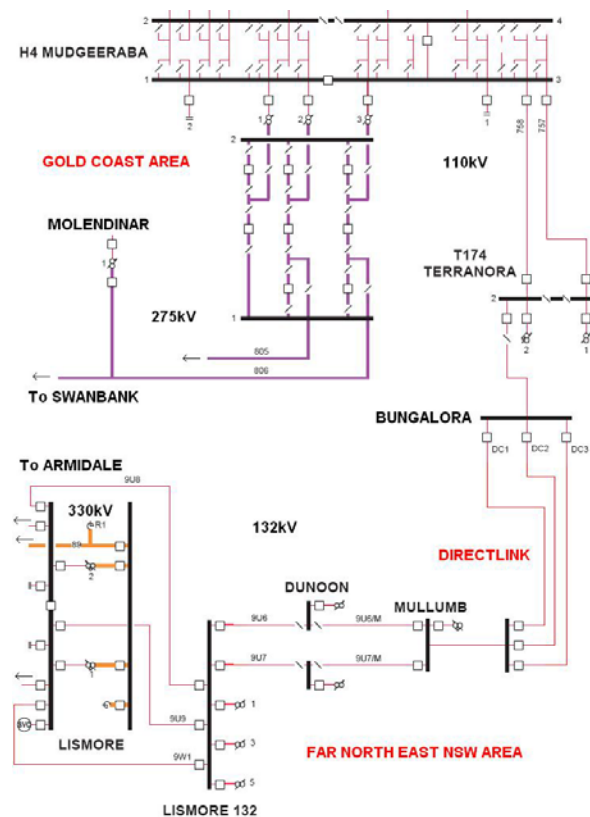 2
4
H4 MUDGEERABA
1
3
2
1
2
3
1
758
757
GOLD COAST AREA
2
110kV
MOLENDINAR
1
T174
TERRANORA
2
2
1
275kV
1
805
806
To SWANBANK
BUNGALORA
DC1
DC2
DC3
To ARMIDALE
9U8
330kV
R1
89
132kV
2
DIRECTLINK
DUNOON
MULLUMB
9U6
9U6/M
9U7
9U7/M
1
1
9U9
3
SVC
LISMORE
9W1
FAR NORTH EAST NSW AREA
5
LISMORE 132